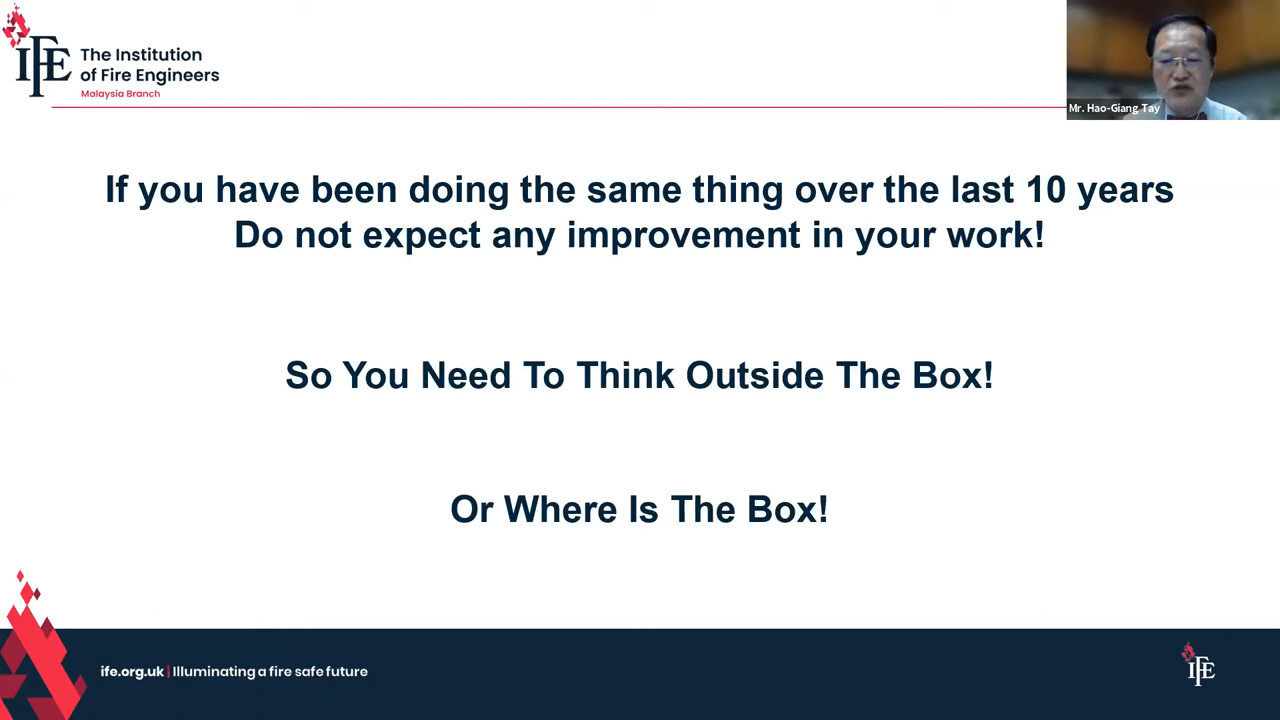 IFE
The Institution
of Fire Engineers
Malaysia Branch
Mr. Hao-Giang Tay
If you have been doing the same thing over the last 10 years
Do not expect any improvement in your work!
So You Need To Think Outside The Box!
Or Where Is The Box!
ife.org.uk | Illuminating a fire safe future
IFE